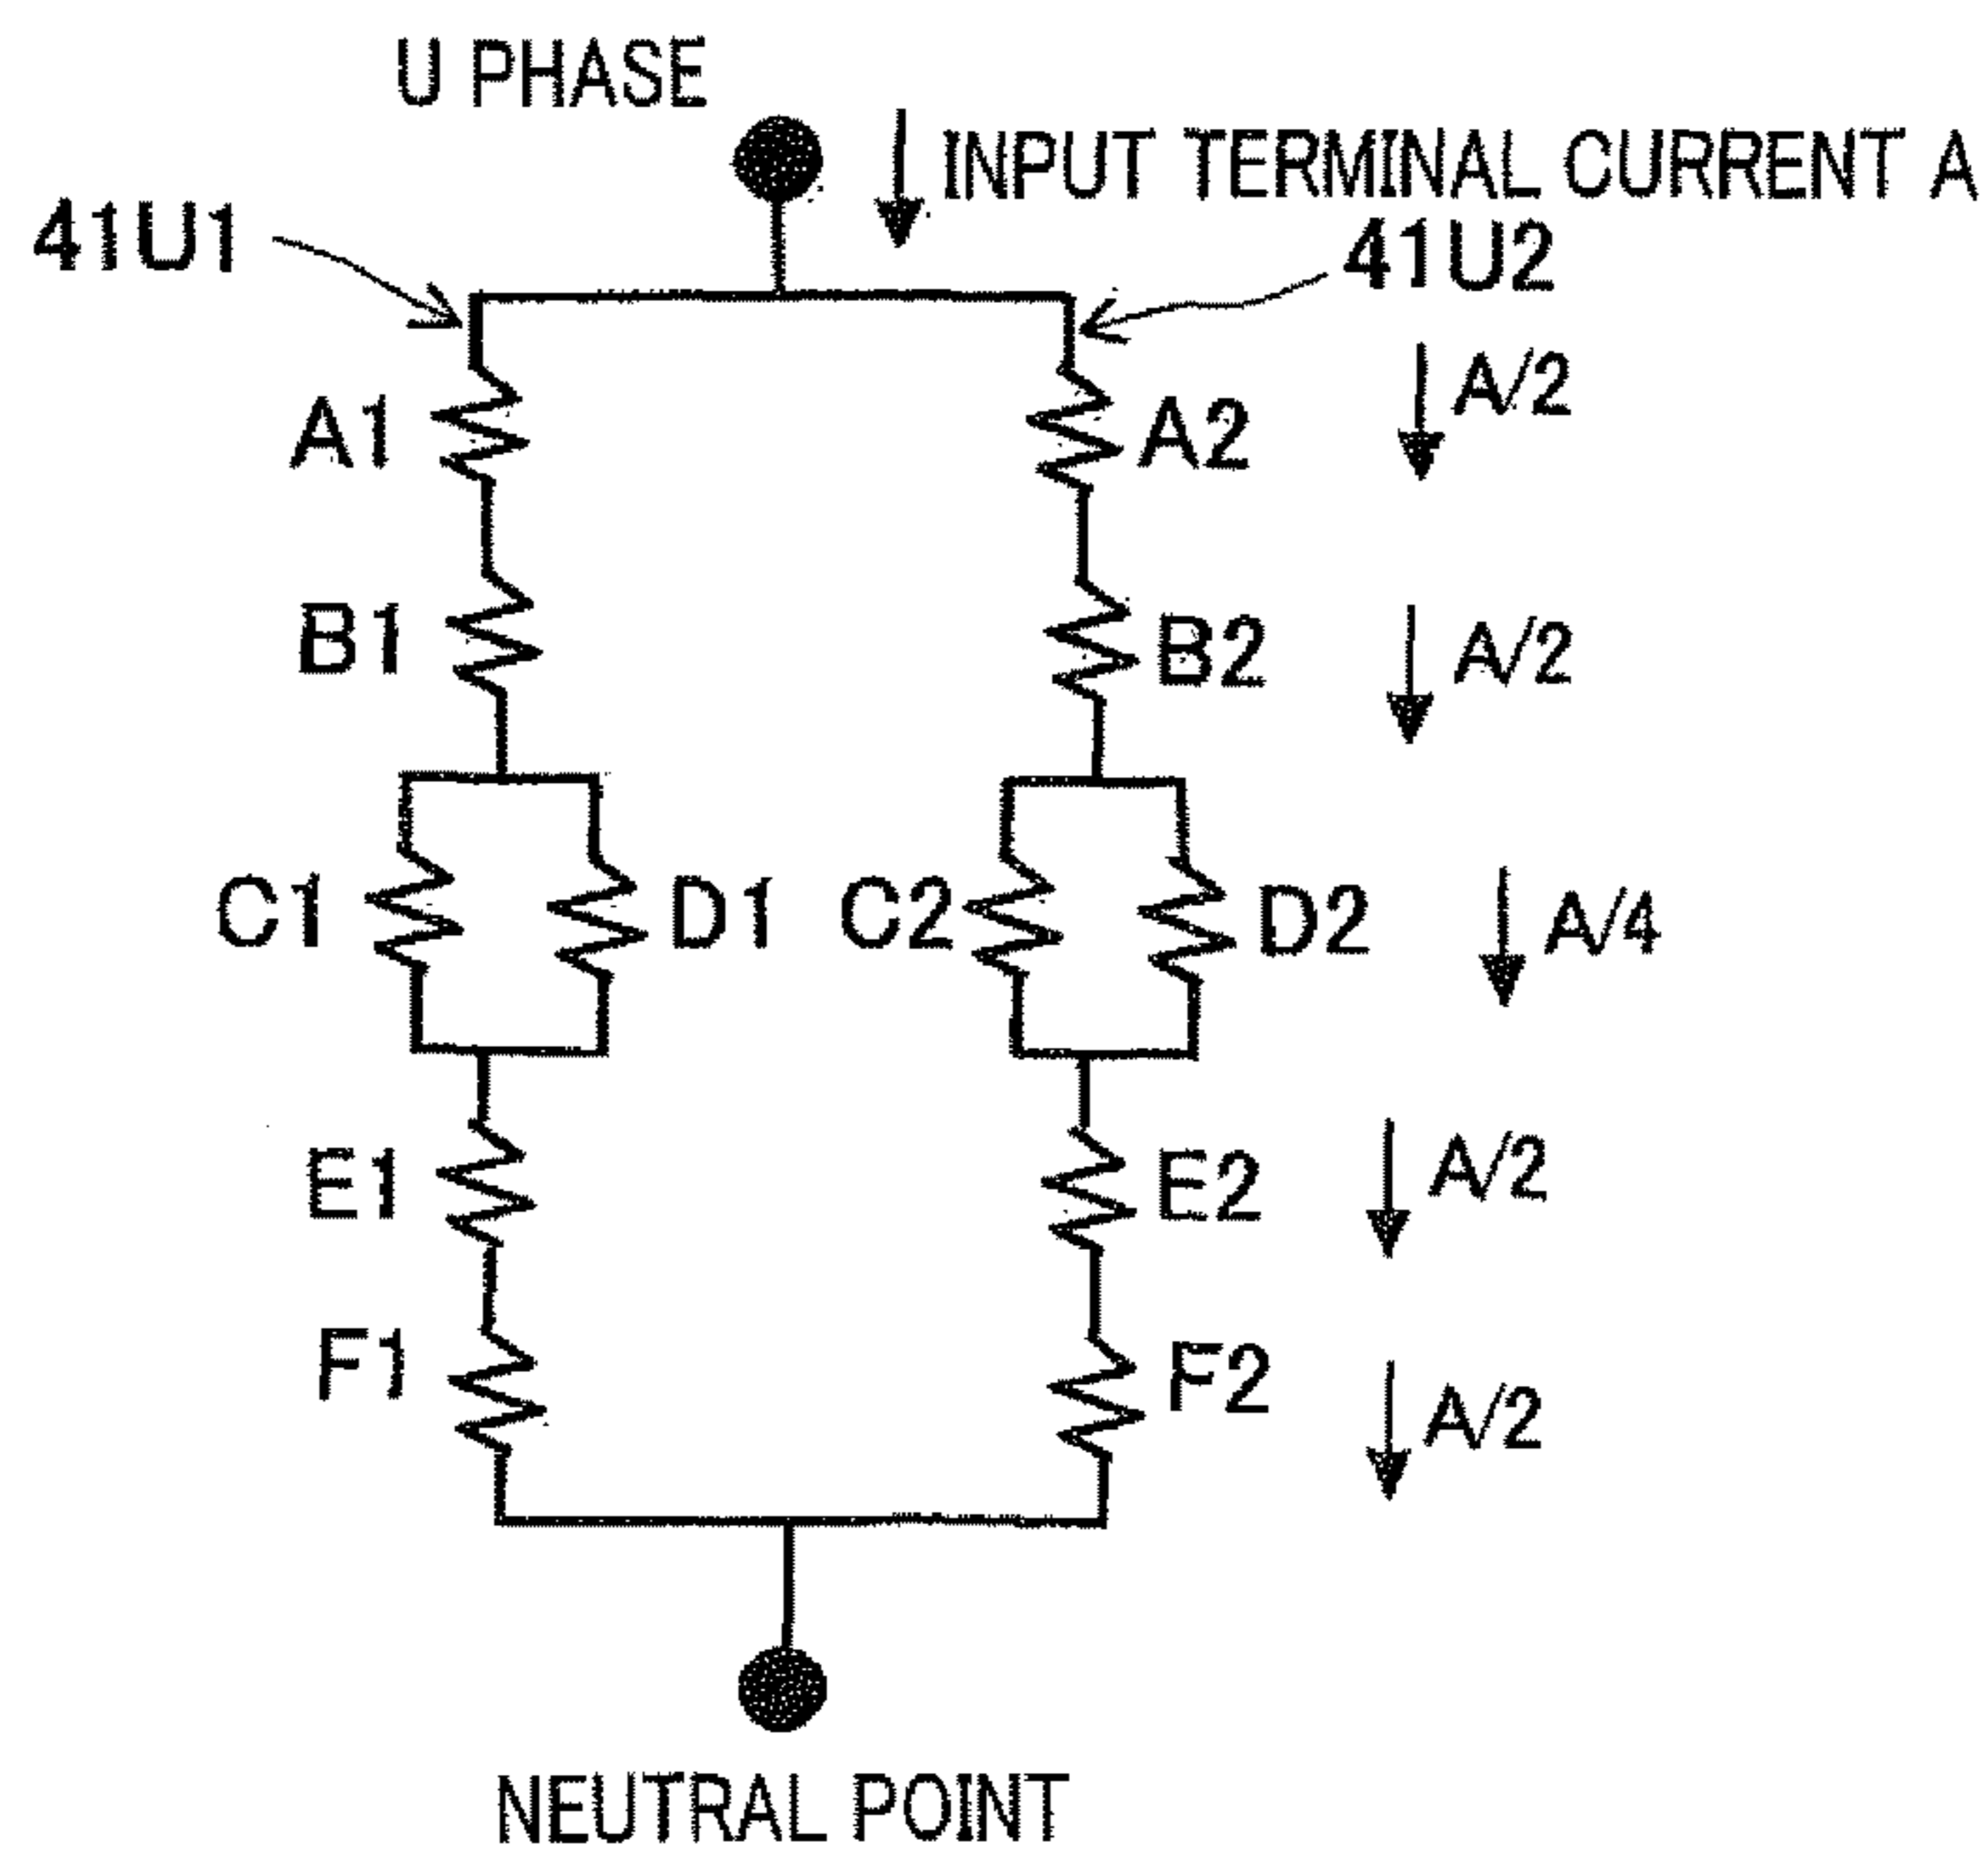 U PHASE
INPUT TERMINAL CURRENT A
41U1
41U2
A1
A2
A/2
B1
B2
A/2
C1
D1
C2
D2
A/4
E1
E2
A/2
F1
F2
A/2
NEUTRAL POINT